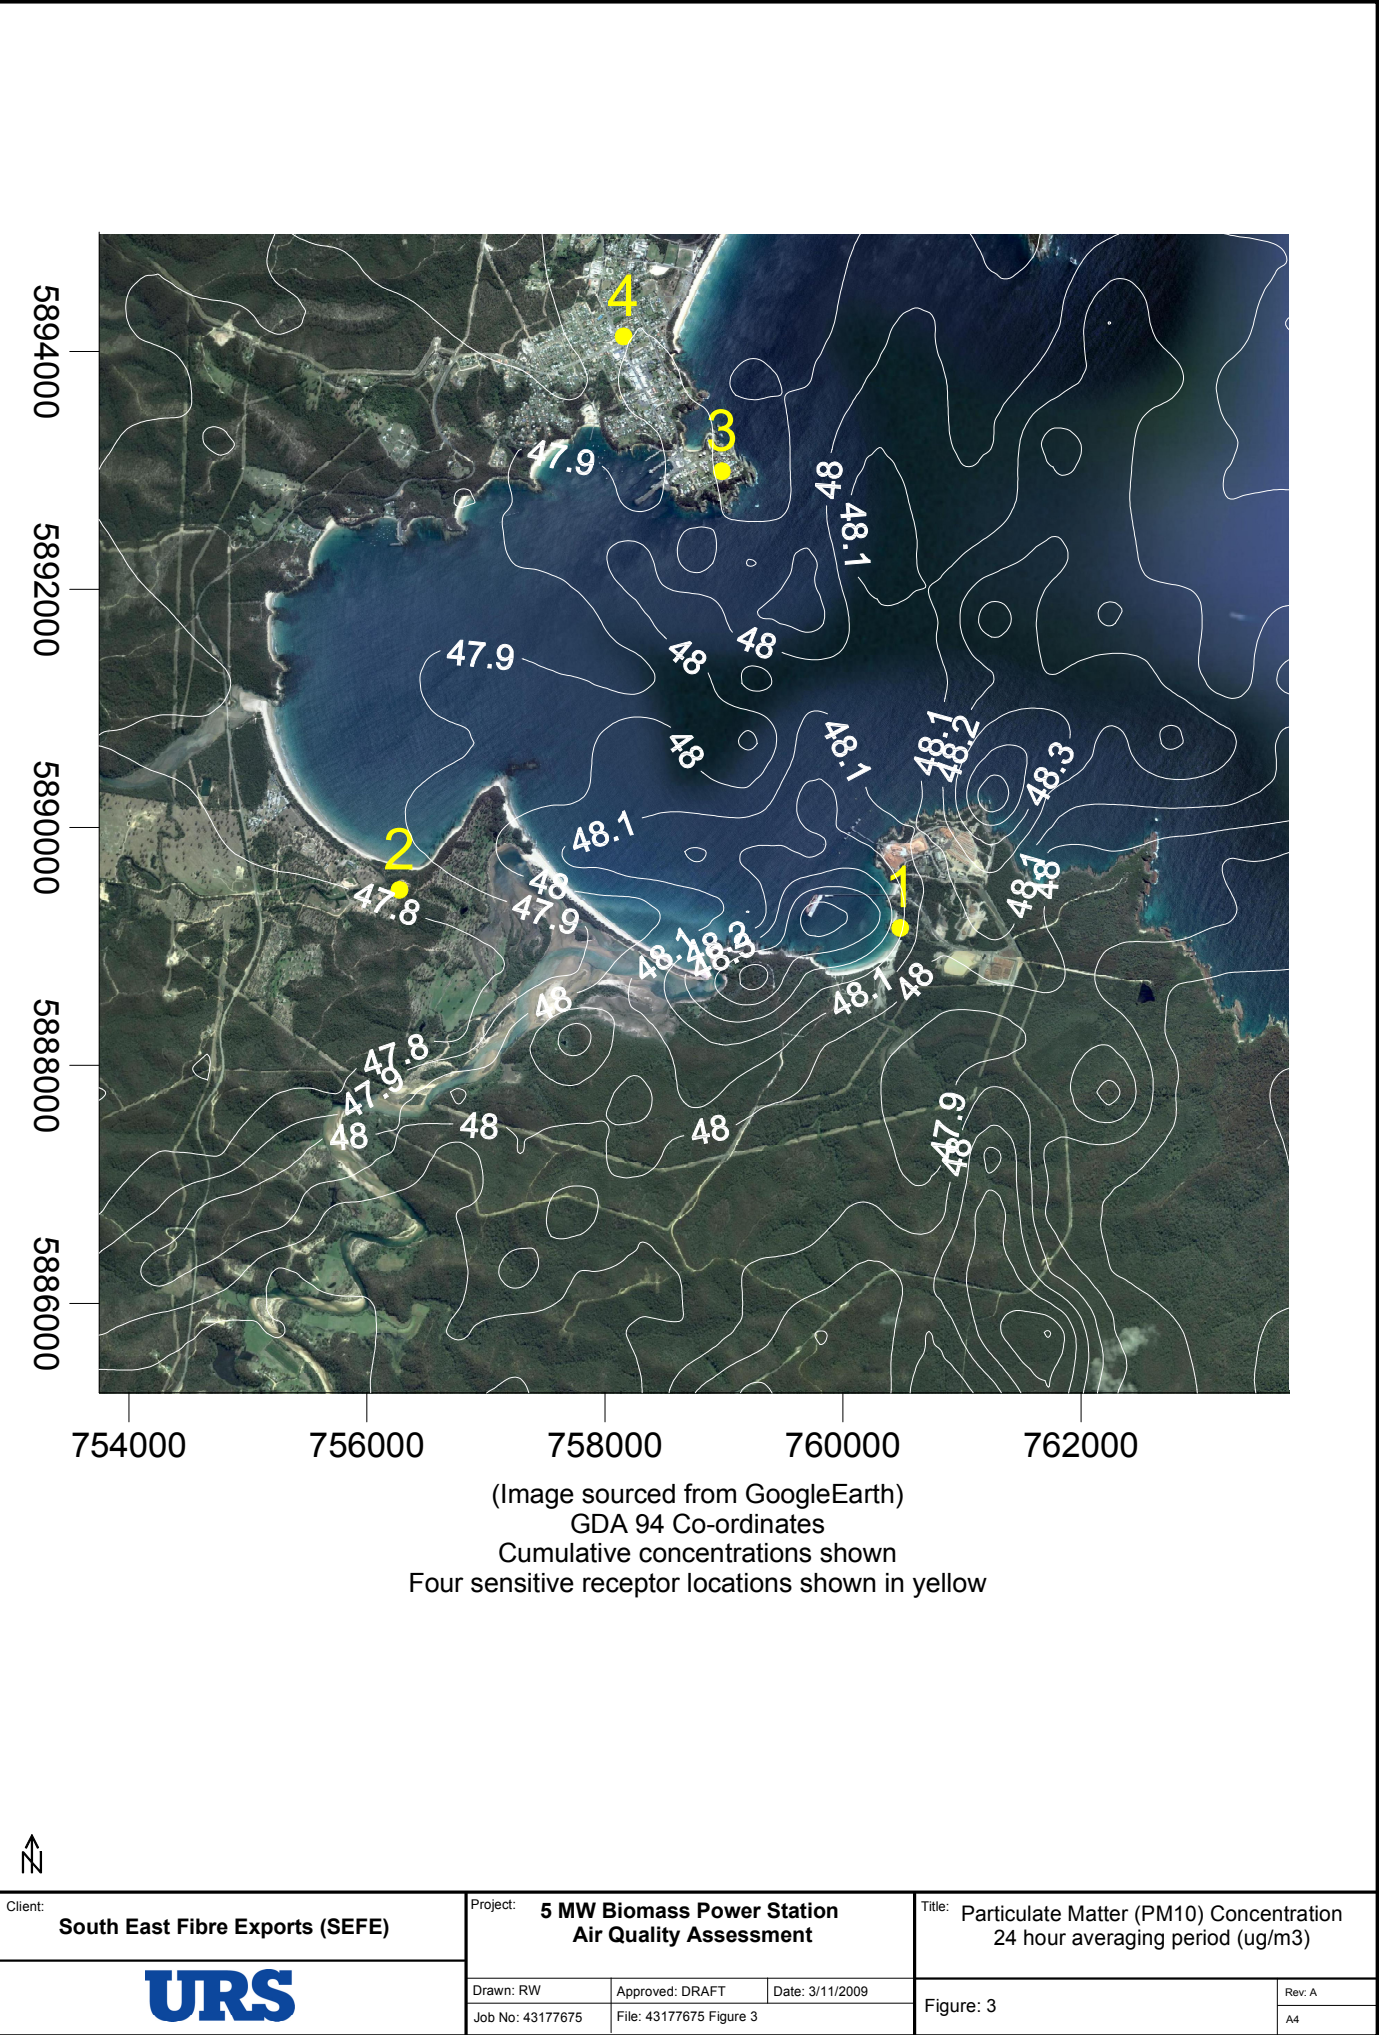 5894000
5892000
5890000
5888000
5886000
4
3
47.9
48
48.1
47.9
48
48
48
48.1
48.1
48.2
48.3
48.1
2
1
47.8
48
47.9
48.1
48
48.1
48.2
48.3
48
48.1
48
47.8
47.9
48
48
48
47.9
48
754000
756000
758000
760000
762000
(Image sourced from GoogleEarth)
GDA 94 Co-ordinates
Cumulative concentrations shown
Four sensitive receptor locations shown in yellow
N
Client:
South East Fibre Exports (SEFE)
URS
Project:
5 MW Biomass Power Station
Air Quality Assessment
Drawn: RW
Approved: DRAFT
Date: 3/11/2009
Job No: 43177675
File: 43177675 Figure 3
Title:
Particulate Matter (PM10) Concentration
24 hour averaging period (ug/m3)
Figure: 3
Rev: A
A4